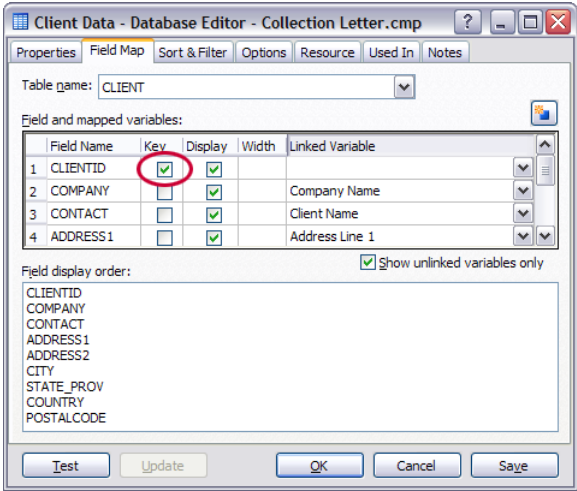 Client Data - Database Editor - Collection Letter.cmp ?
Properties Field Map Sort & Filter Options Resource Used In Notes
Table name: CLIENT
Field and mapped variables:
Field Name Key Display Width Linked Variable
1 CLIENTID
2 COMPANY Company Name
3 CONTACT Client Name
4 ADDRESS1 Address Line 1
Show unlinked variables only
Field display order:
CLIENTID
COMPANY
CONTACT
ADDRESS1
ADDRESS2
CITY
STATE_PROV
COUNTRY
POSTALCODE
Test Update OK Cancel Save